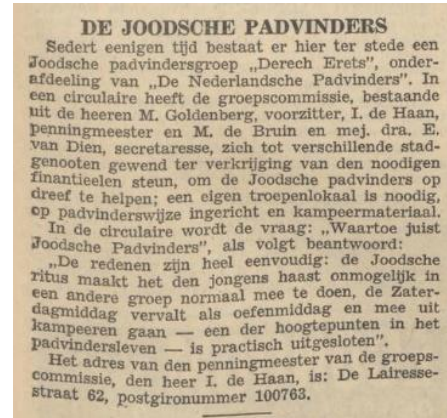 DE JOODSCHE PADVINDERS
Sedert eenigen tijd bestaat er hier ter stede een
Joodsche padvindersgroep „Derech Erets", onder-
afdeeling van „De Nederlandsche Padvinders". In
een circulaire heeft de groepscommissie, bestaande
uit de heeren M. Goldenberg, voorzitter, I. de Haan,
penningmeester en M. de Bruin en mej. dra. E.
van Dien, secretaresse, zich tot verschillende stad-
genooten gewend ter verkrijging van den noodigen
finantieelen steun, om de Joodsche padvinders op
dreef te helpen; een eigen troepenlokaal is noodig,
op padvinderswijze ingericht en kampeermateriaal.
In de circulaire wordt de vraag: „Waartoe juist
Joodsche Padvinders", als volgt beantwoord:
„De redenen zijn heel eenvoudig: de Joodsche
ritus maakt het den jongens haast onmogelijk in
een andere groep normaal mee te doen, de Zater-
dagmiddag vervalt als oefenmiddag en mee uit
kampeeren gaan — een der hoogtepunten in het
padvindersleven — is practisch uitgesloten".
Het adres van den penningmeester van de groeps-
commissie, den heer I. de Haan, is: De Lairesse-
straat 62, postgironummer 100763.